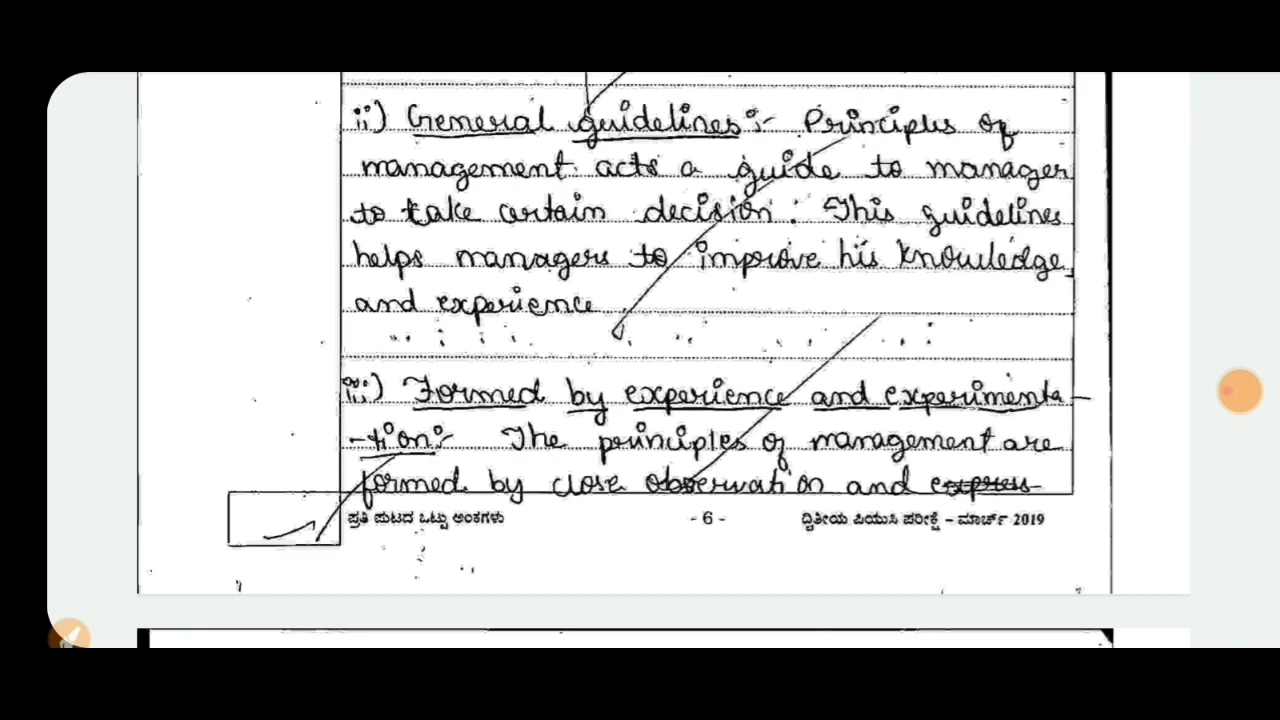 ii) General guidelines :- Principles of
management acts a guide to manager
to take certain decision. This guidelines
helps managers to improve his knowledge
and experience
iii) Formed by experience and experimenta
-tion :- The principles of management are
formed by close observation and express
ಪ್ರತಿ ಪುಟದ ಒಟ್ಟು ಅಂಕಗಳು - 6 - ದ್ವಿತೀಯ ಪಿಯುಸಿ ಪರೀಕ್ಷೆ – ಮಾರ್ಚ್ 2019